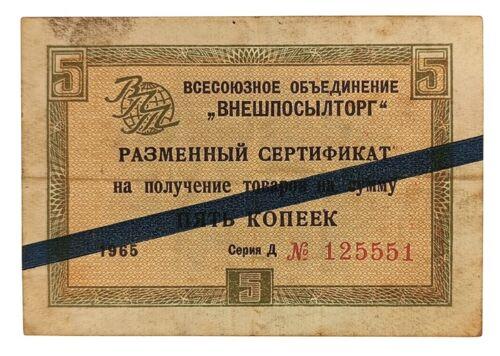 5 5
ВСЕСОЮЗНОЕ ОБЪЕДИНЕНИЕ
„ВНЕШПОСЫЛТОРГ“
РАЗМЕННЫЙ СЕРТИФИКАТ
на получение товаров на сумму
ПЯТЬ КОПЕЕК
1965 Серия Д № 125551
5